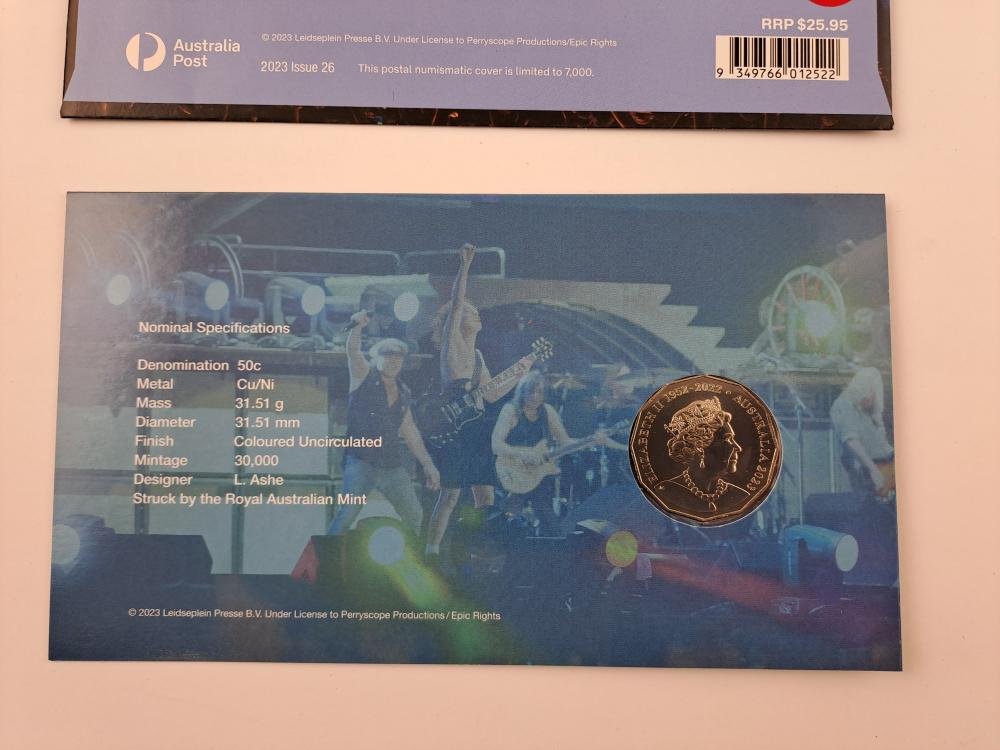 RRP $25.95
Australia
Post
© 2023 Leidseplein Presse B.V. Under License to Perryscope Productions/Epic Rights
2023 Issue 26 This postal numismatic cover is limited to 7,000.
9 349766 012522
Nominal Specifications
Denomination 50c
Metal Cu/Ni
Mass 31.51 g
Diameter 31.51 mm
Finish Coloured Uncirculated
Mintage 30,000
Designer L. Ashe
Struck by the Royal Australian Mint
ELIZABETH II 1952-2022 • AUSTRALIA 2023
© 2023 Leidseplein Presse B.V. Under License to Perryscope Productions / Epic Rights